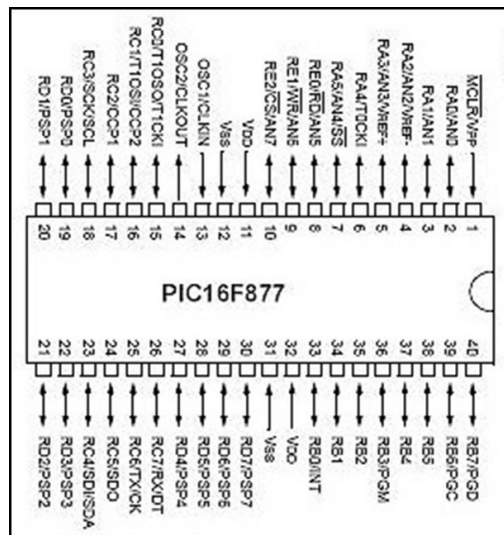 MCLR/VPP
RA0/AN0
RA1/AN1
RA2/AN2/VREF-
RA3/AN3/VREF+
RA4/T0CKI
RA5/AN4/SS
RE0/RD/AN5
RE1/WR/AN6
RE2/CS/AN7
VDD
VSS
OSC1/CLKIN
OSC2/CLKOUT
RC0/T1OSO/T1CKI
RC1/T1OSI/CCP2
RC2/CCP1
RC3/SCK/SCL
RD0/PSP0
RD1/PSP1
1
2
3
4
5
6
7
8
9
10
11
12
13
14
15
16
17
18
19
20
PIC16F877
40
39
38
37
36
35
34
33
32
31
30
29
28
27
26
25
24
23
22
21
RB7/PGD
RB6/PGC
RB5
RB4
RB3/PGM
RB2
RB1
RB0/INT
VDD
VSS
RD7/PSP7
RD6/PSP6
RD5/PSP5
RD4/PSP4
RC7/RX/DT
RC6/TX/CK
RC5/SDO
RC4/SDI/SDA
RD3/PSP3
RD2/PSP2